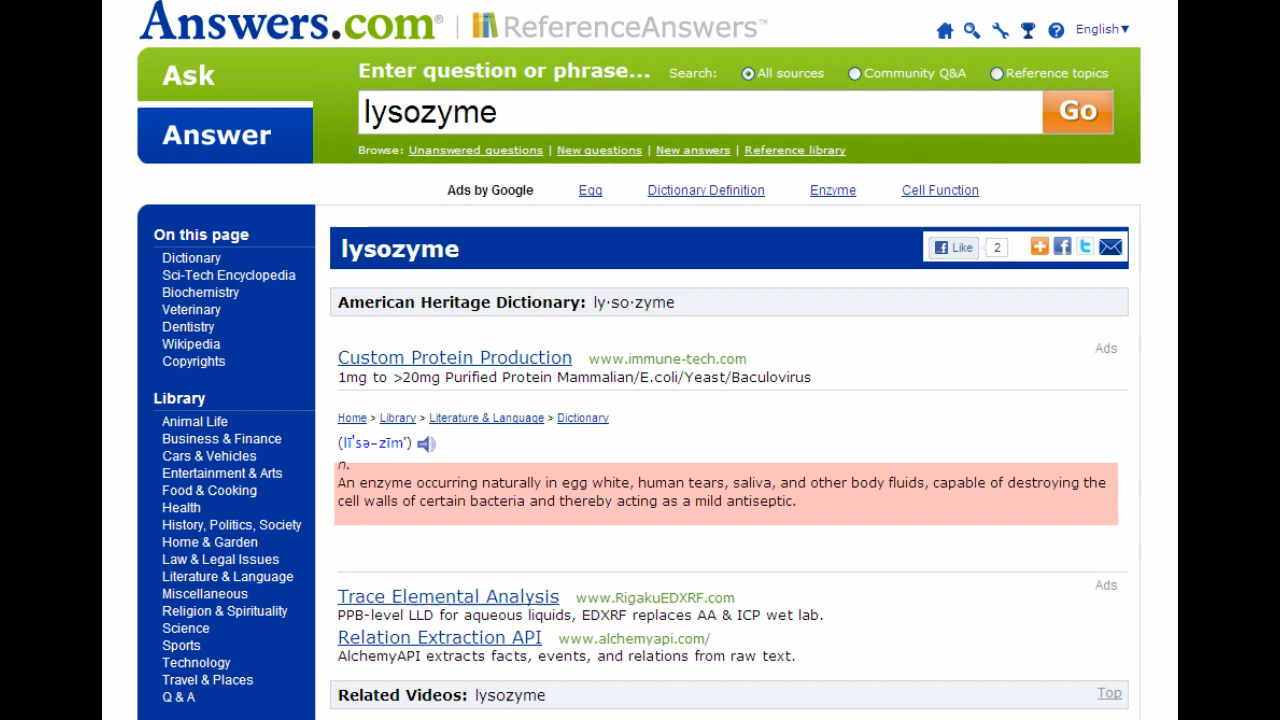 Answers.com® | ReferenceAnswers™
English▼
Ask
Enter question or phrase... Search: All sources Community Q&A Reference topics
lysozyme Go
Answer
Browse: Unanswered questions | New questions | New answers | Reference library
Ads by Google Egg Dictionary Definition Enzyme Cell Function
On this page
Dictionary
Sci-Tech Encyclopedia
Biochemistry
Veterinary
Dentistry
Wikipedia
Copyrights
Library
Animal Life
Business & Finance
Cars & Vehicles
Entertainment & Arts
Food & Cooking
Health
History, Politics, Society
Home & Garden
Law & Legal Issues
Literature & Language
Miscellaneous
Religion & Spirituality
Science
Sports
Technology
Travel & Places
Q & A
lysozyme
Like 2
American Heritage Dictionary: ly·so·zyme
Ads
Custom Protein Production www.immune-tech.com
1mg to >20mg Purified Protein Mammalian/E.coli/Yeast/Baculovirus
Home > Library > Literature & Language > Dictionary
(lī'sə-zīm')
n.
An enzyme occurring naturally in egg white, human tears, saliva, and other body fluids, capable of destroying the
cell walls of certain bacteria and thereby acting as a mild antiseptic.
Ads
Trace Elemental Analysis www.RigakuEDXRF.com
PPB-level LLD for aqueous liquids, EDXRF replaces AA & ICP wet lab.
Relation Extraction API www.alchemyapi.com/
AlchemyAPI extracts facts, events, and relations from raw text.
Related Videos: lysozyme Top